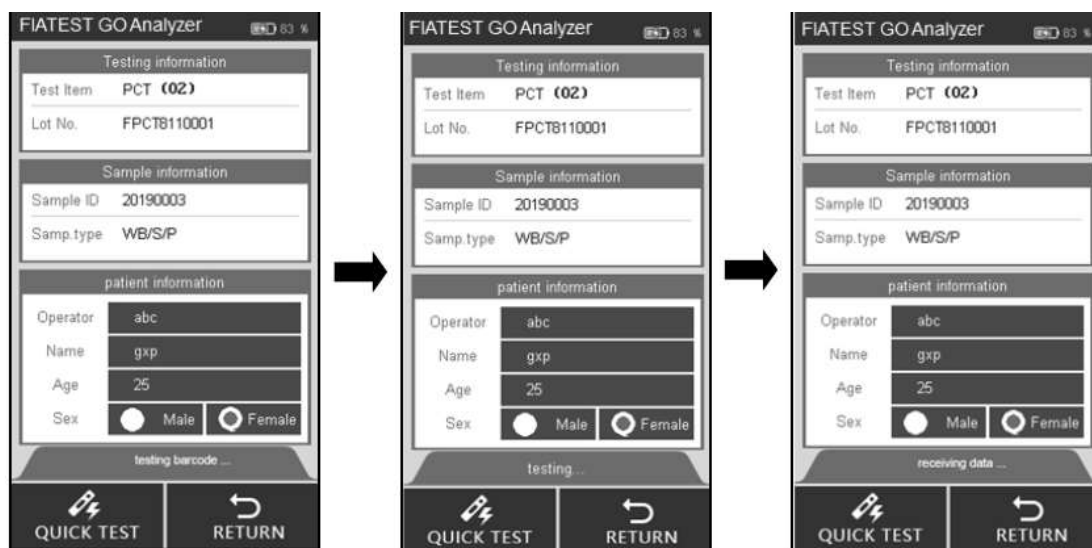 FIATEST GO Analyzer 83 %
Testing information
Test Item PCT (02)
Lot No. FPCT8110001
Sample information
Sample ID 20190003
Samp.type WB/S/P
patient information
Operator abc
Name gxp
Age 25
Sex Male Female
testing barcode ...
QUICK TEST RETURN
FIATEST GO Analyzer 83 %
Testing information
Test Item PCT (02)
Lot No. FPCT8110001
Sample information
Sample ID 20190003
Samp.type WB/S/P
patient information
Operator abc
Name gxp
Age 25
Sex Male Female
testing...
QUICK TEST RETURN
FIATEST GO Analyzer 83 %
Testing information
Test Item PCT (02)
Lot No. FPCT8110001
Sample information
Sample ID 20190003
Samp.type WB/S/P
patient information
Operator abc
Name gxp
Age 25
Sex Male Female
receiving data ...
QUICK TEST RETURN